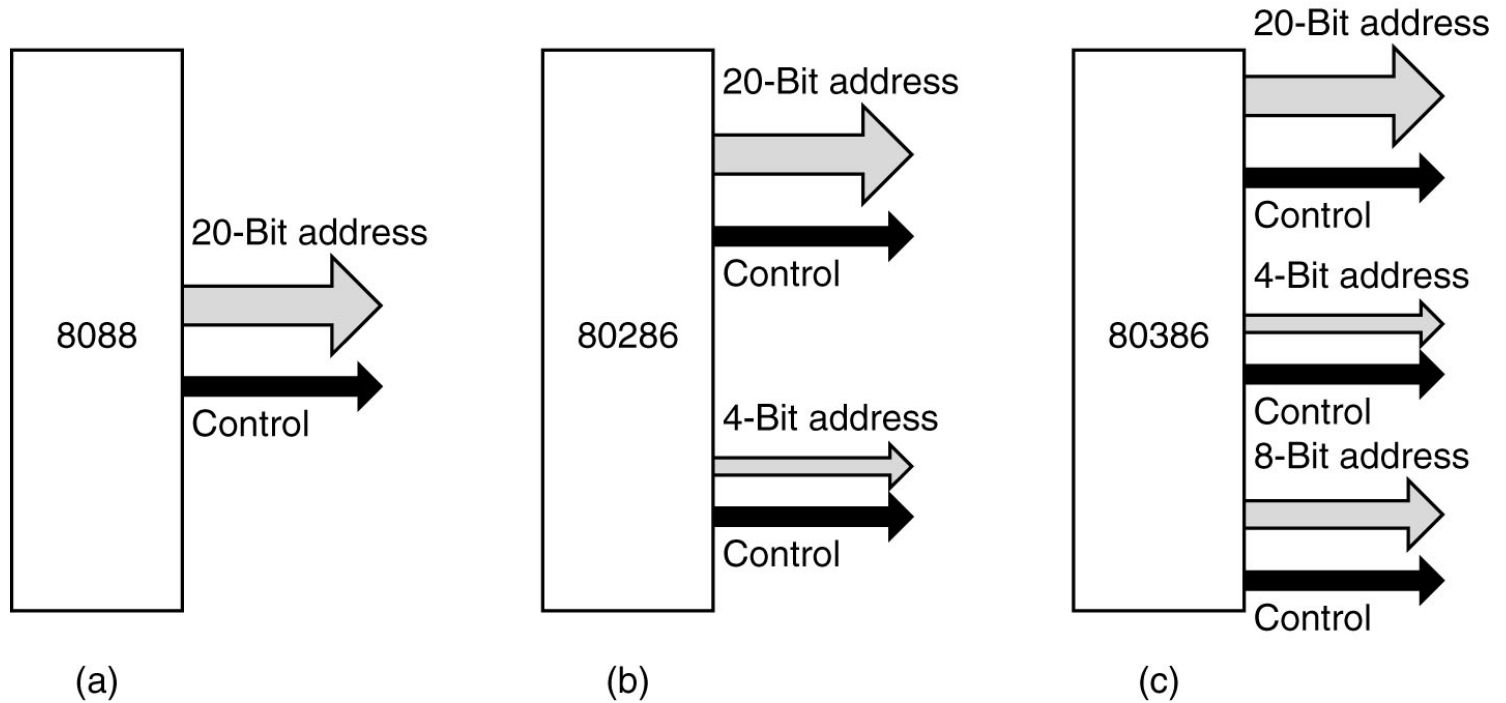 20-Bit address
Control
8088
(a)
20-Bit address
Control
80286
4-Bit address
Control
(b)
20-Bit address
Control
4-Bit address
80386
Control
8-Bit address
Control
(c)